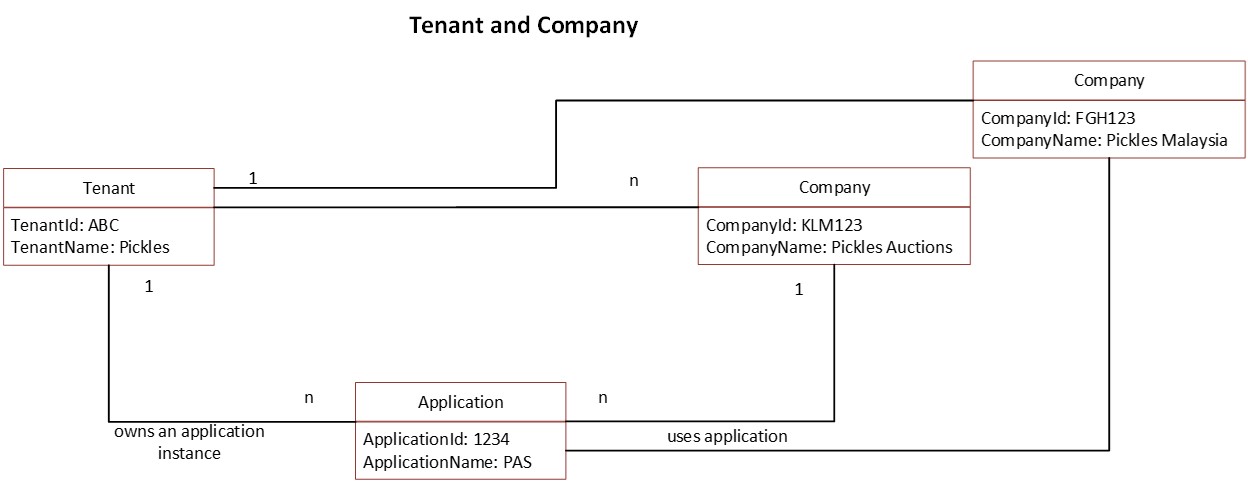 Tenant and Company
Company
CompanyId: FGH123
CompanyName: Pickles Malaysia
1
n
Tenant
TenantId: ABC
TenantName: Pickles
Company
CompanyId: KLM123
CompanyName: Pickles Auctions
1
1
n
n
Application
ApplicationId: 1234
ApplicationName: PAS
owns an application
instance
uses application